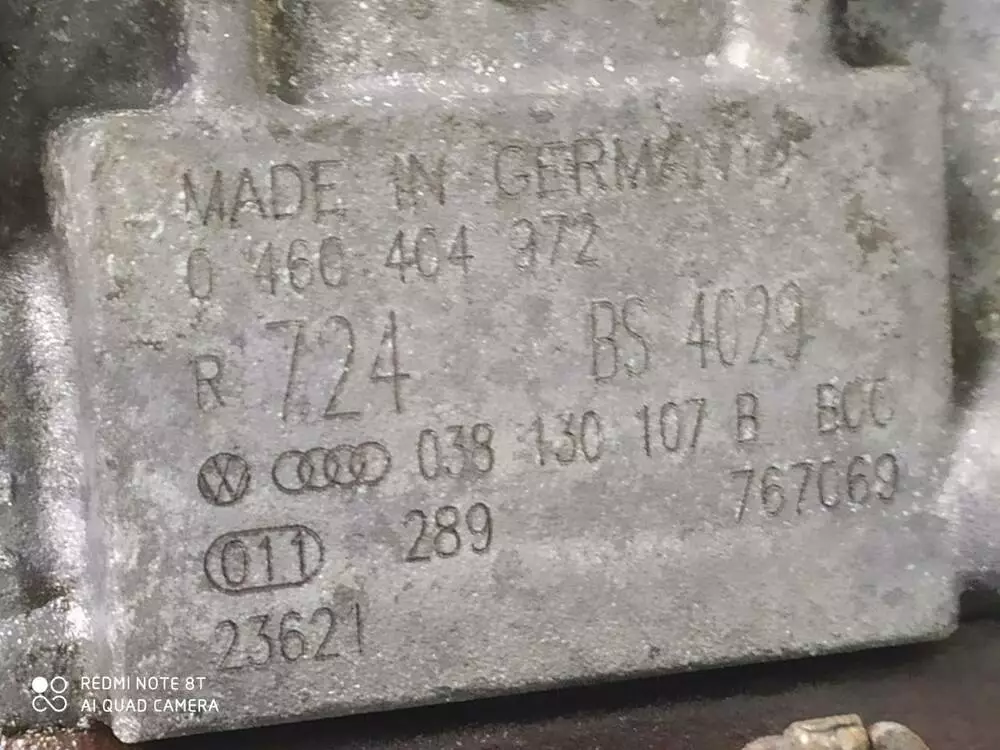 MADE IN GERMANY
0 460 404 972
R 724 BS 4029
038 130 107 B
767069
011 289
23621
REDMI NOTE 8T
AI QUAD CAMERA